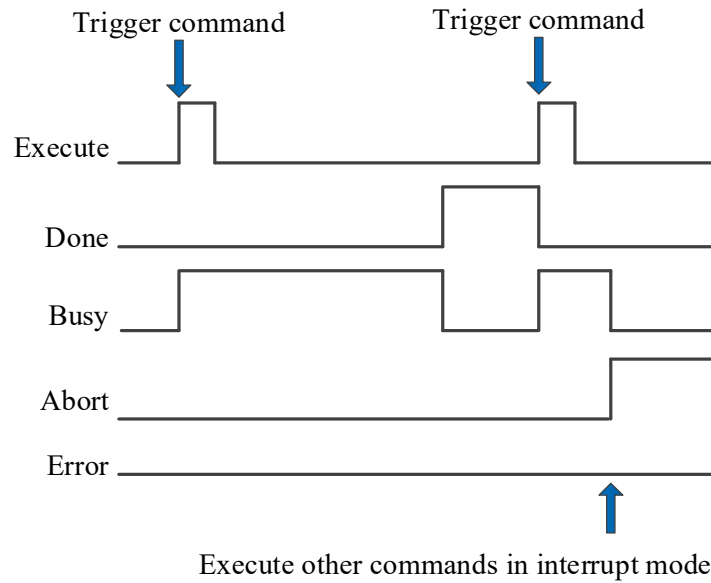 Trigger command
Trigger command
Execute
Done
Busy
Abort
Error
Execute other commands in interrupt mode